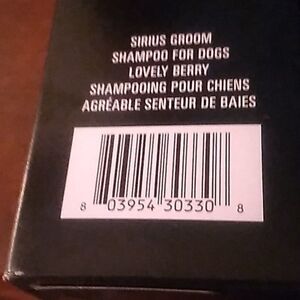 SIRIUS GROOM
SHAMPOO FOR DOGS
LOVELY BERRY
SHAMPOOING POUR CHIENS
AGRÉABLE SENTEUR DE BAIES
8 03954 30330 8